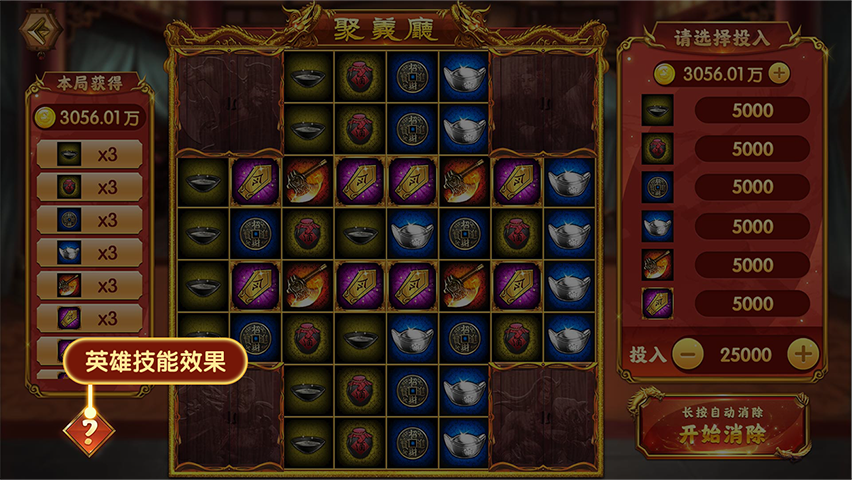 聚義廳
本局获得
3056.01万
x3
x3
x3
x3
x3
x3
英雄技能效果
?
请选择投入
3056.01万
5000
5000
5000
5000
5000
5000
投入
25000
长按自动消除
开始消除